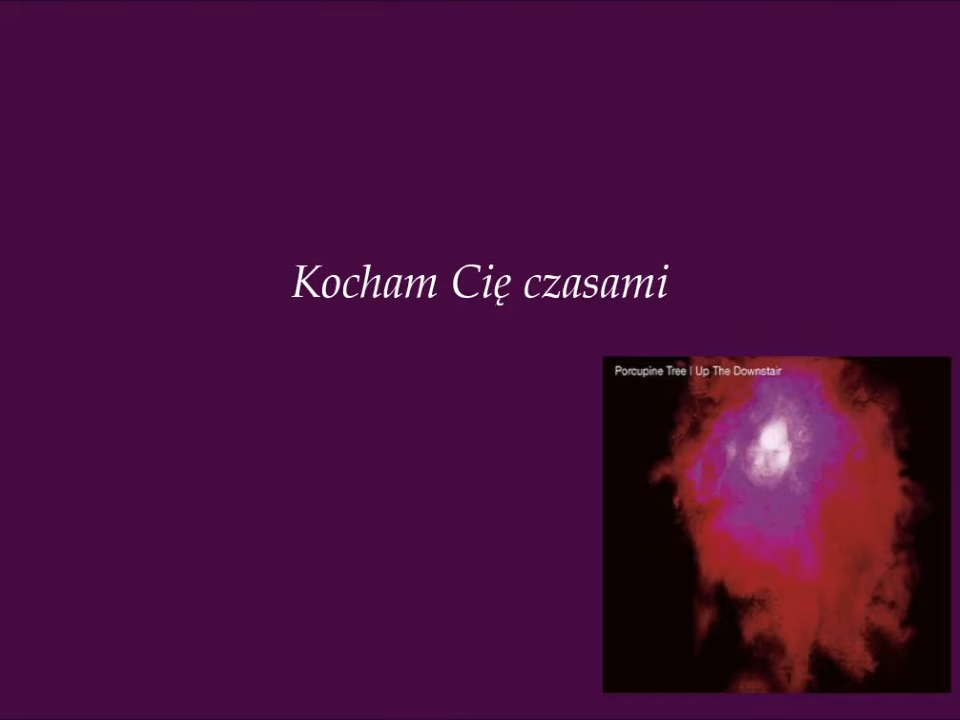 Kocham Cię czasami
Porcupine Tree | Up The Downstair